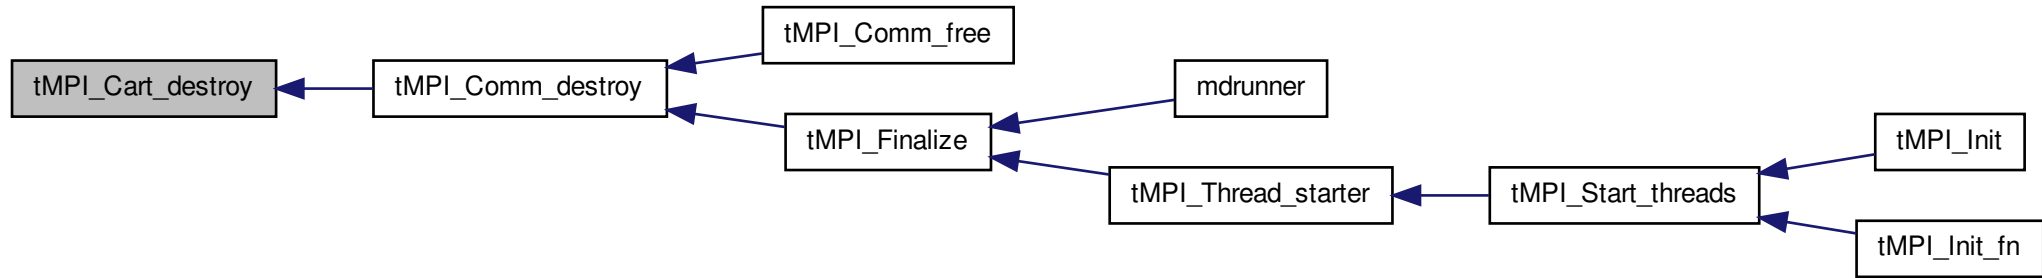 tMPI_Cart_destroy
tMPI_Comm_destroy
tMPI_Comm_free
tMPI_Finalize
mdrunner
tMPI_Thread_starter
tMPI_Start_threads
tMPI_Init
tMPI_Init_fn